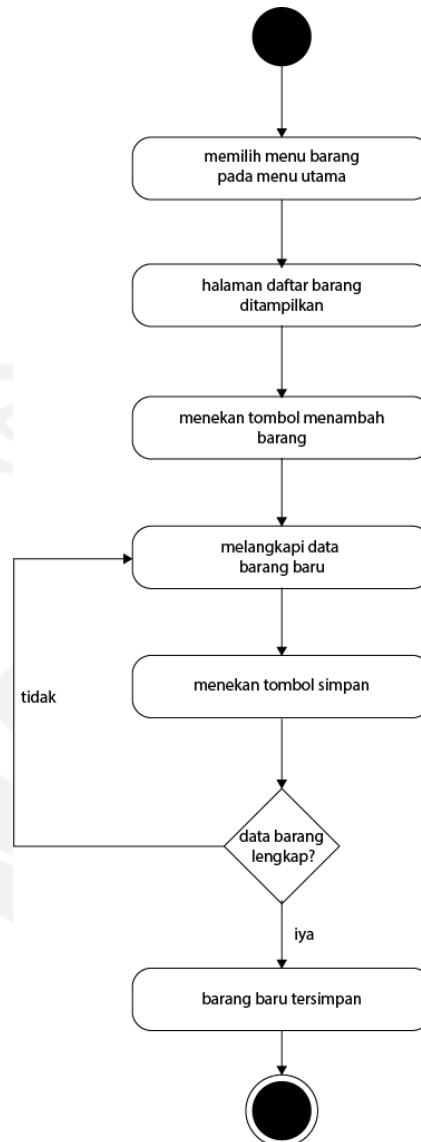 memilih menu barang
pada menu utama
halaman daftar barang
ditampilkan
menekan tombol menambah
barang
melangkapi data
barang baru
menekan tombol simpan
tidak
data barang
lengkap?
iya
barang baru tersimpan